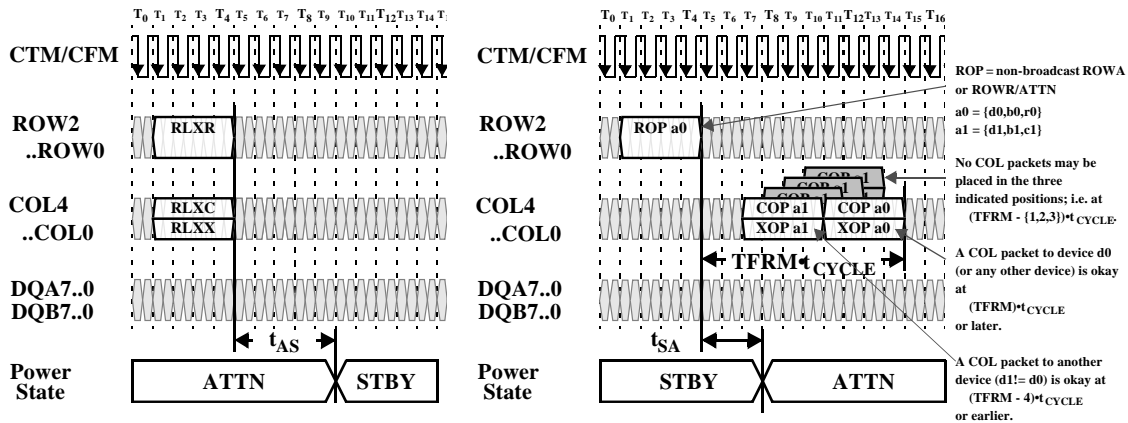 T0 T1 T2 T3 T4 T5 T6 T7 T8 T9 T10 T11 T12 T13 T14
CTM/CFM
ROW2
..ROW0
RLXR
COL4
..COL0
RLXC
RLXX
DQA7..0
DQB7..0
tAS
Power
State
ATTN
STBY
T0 T1 T2 T3 T4 T5 T6 T7 T8 T9 T10 T11 T12 T13 T14 T15 T16
CTM/CFM
ROW2
..ROW0
ROP a0
COP a1
COL4
..COL0
COP a1
COP a0
XOP a1
XOP a0
TFRM•tCYCLE
DQA7..0
DQB7..0
tSA
Power
State
STBY
ATTN
ROP = non-broadcast ROWA
or ROWR/ATTN
a0 = {d0,b0,r0}
a1 = {d1,b1,c1}
No COL packets may be
placed in the three
indicated positions; i.e. at
(TFRM - {1,2,3})•tCYCLE.
A COL packet to device d0
(or any other device) is okay
at
(TFRM)•tCYCLE
or later.
A COL packet to another
device (d1!= d0) is okay at
(TFRM - 4)•tCYCLE
or earlier.